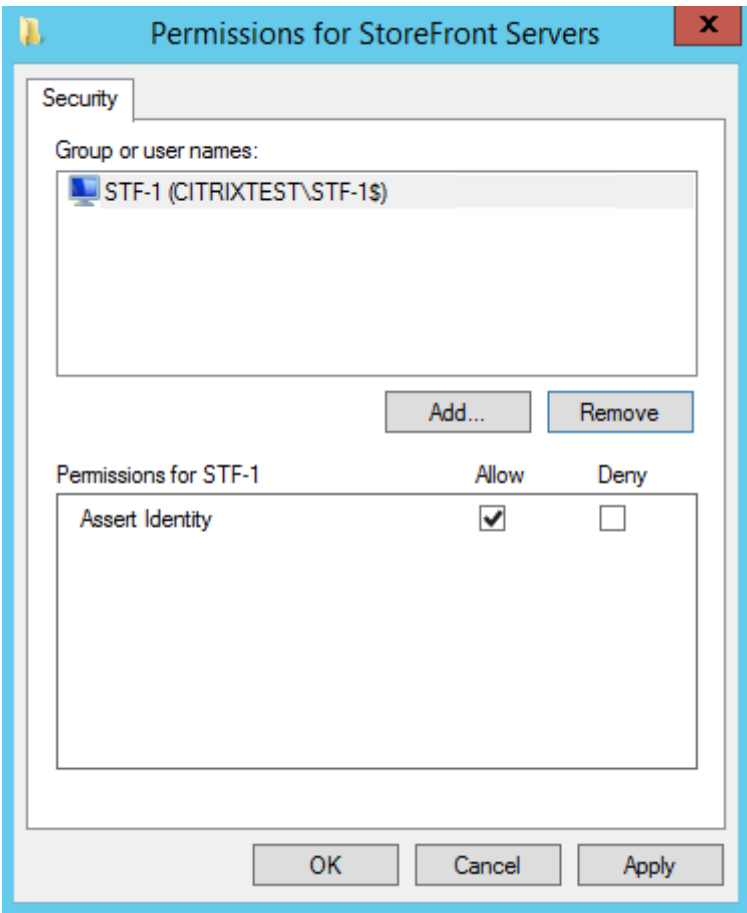 Permissions for StoreFront Servers
x
Security
Group or user names:
STF-1 (CITRIXTEST\STF-1$)
Add... Remove
Permissions for STF-1 Allow Deny
Assert Identity
OK Cancel Apply